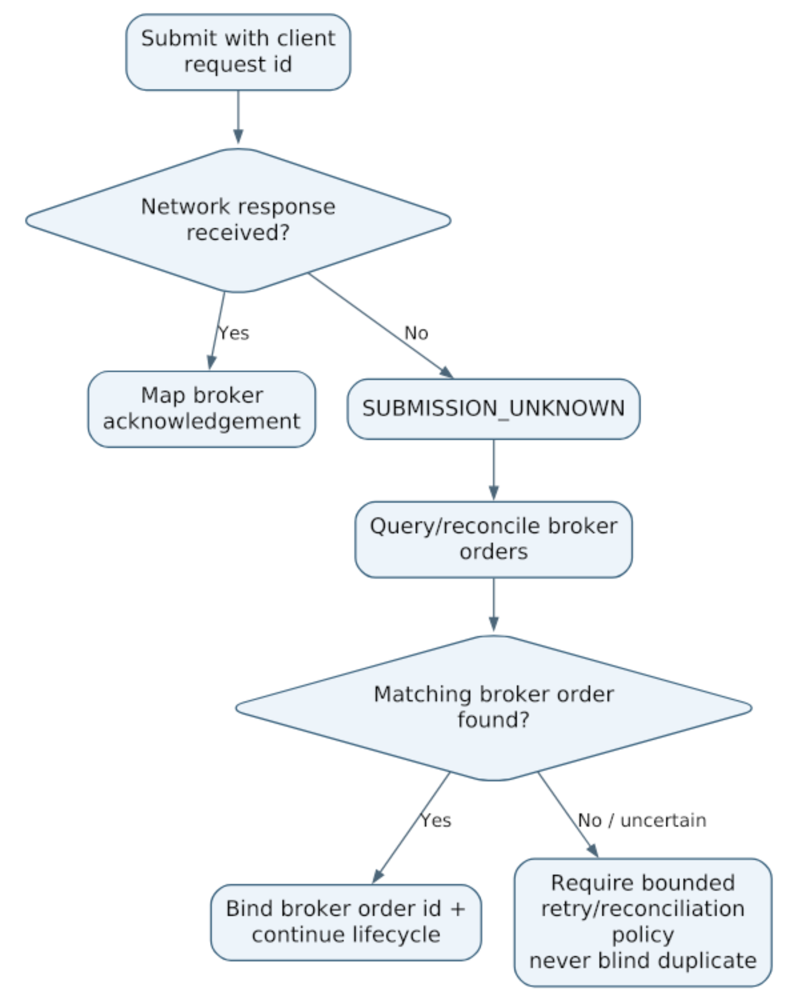 Submit with client
request id
Network response
received?
Yes
No
Map broker
acknowledgement
SUBMISSION_UNKNOWN
Query/reconcile broker
orders
Matching broker order
found?
Yes
No / uncertain
Bind broker order id +
continue lifecycle
Require bounded
retry/reconciliation
policy
never blind duplicate